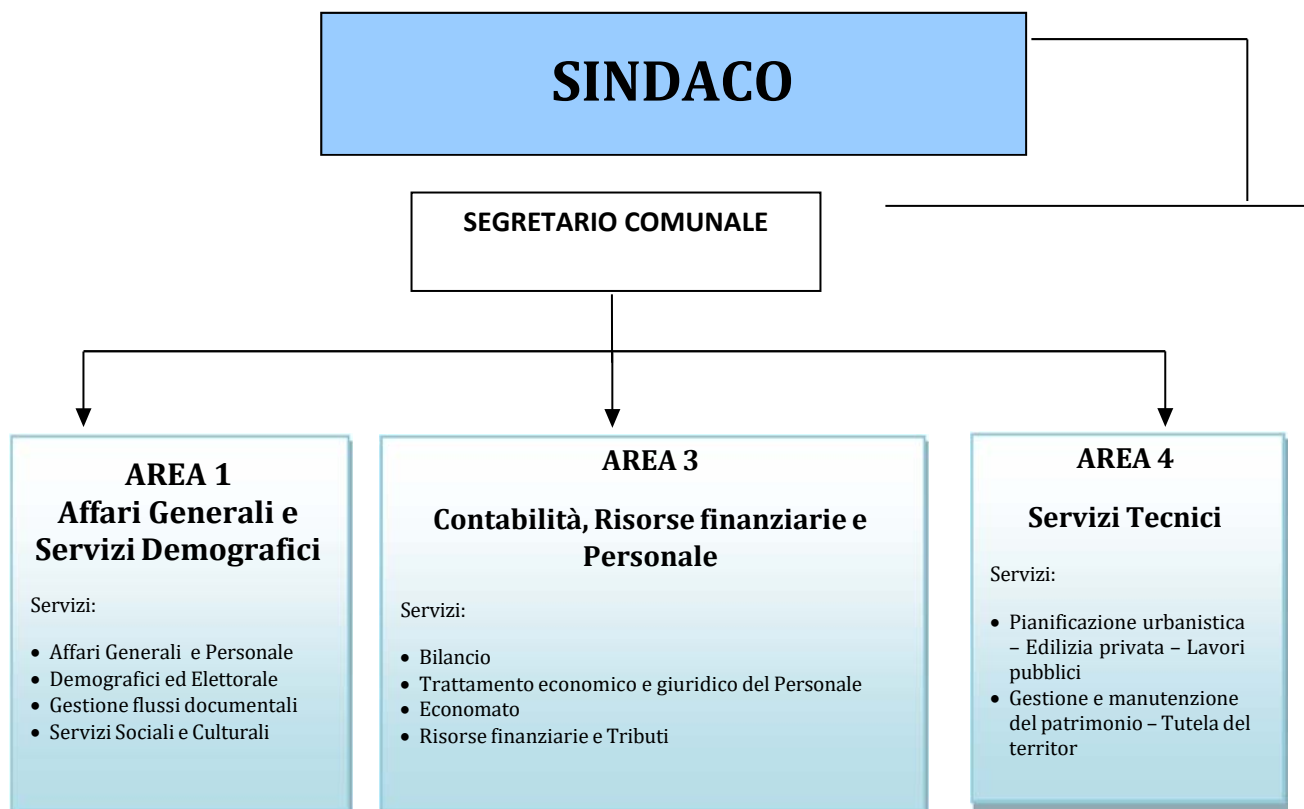 SINDACO
SEGRETARIO COMUNALE
AREA 1
Affari Generali e
Servizi Demografici
Servizi:
• Affari Generali e Personale
• Demografici ed Elettorale
• Gestione flussi documentali
• Servizi Sociali e Culturali
AREA 3
Contabilità, Risorse finanziarie e
Personale
Servizi:
• Bilancio
• Trattamento economico e giuridico del Personale
• Economato
• Risorse finanziarie e Tributi
AREA 4
Servizi Tecnici
Servizi:
• Pianificazione urbanistica
– Edilizia privata – Lavori
pubblici
• Gestione e manutenzione
del patrimonio – Tutela del
territor